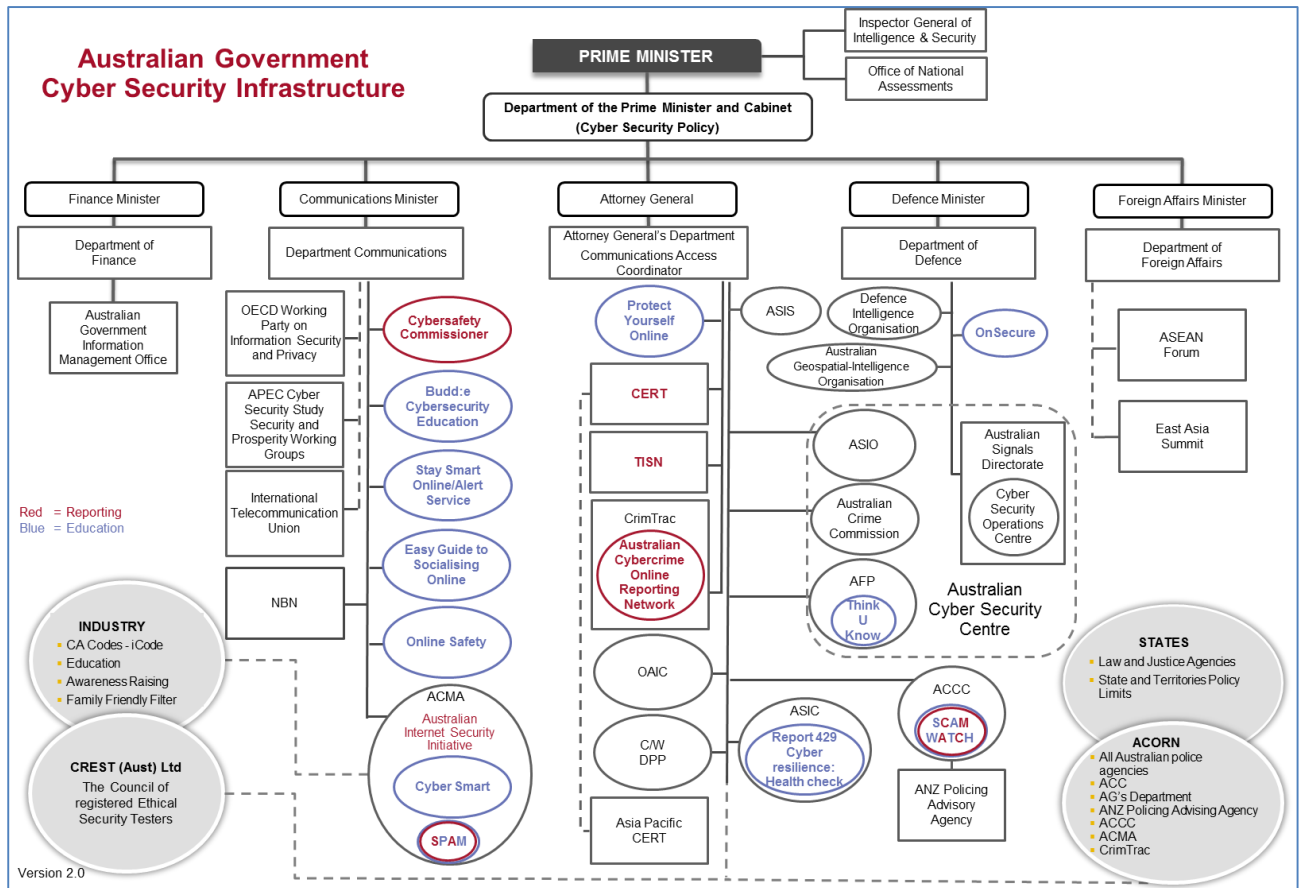 Australian Government
Cyber Security Infrastructure
PRIME MINISTER
Inspector General of
Intelligence & Security
Office of National
Assessments
Department of the Prime Minister and Cabinet
(Cyber Security Policy)
Finance Minister
Communications Minister
Attorney General
Defence Minister
Foreign Affairs Minister
Department of
Finance
Department Communications
Attorney General's Department
Communications Access
Coordinator
Department of
Defence
Department of
Foreign Affairs
Australian
Government
Information
Management Office
OECD Working
Party on
Information Security
and Privacy
APEC Cyber
Security Study
Security and
Prosperity Working
Groups
International
Telecommunication
Union
NBN
Cybersafety
Commissioner
Budd:e
Cybersecurity
Education
Stay Smart
Online/Alert
Service
Easy Guide to
Socialising
Online
Online Safety
ACMA
Australian
Internet Security
Initiative
Cyber Smart
SPAM
Protect
Yourself
Online
CERT
TISN
CrimTrac
Australian
Cybercrime
Online
Reporting
Network
OAIC
C/W
DPP
Asia Pacific
CERT
ASIS
Defence
Intelligence
Organisation
Australian
Geospatial-Intelligence
Organisation
OnSecure
ASIO
Australian
Crime
Commission
AFP
Think
U
Know
Australian
Signals
Directorate
Cyber
Security
Operations
Centre
Australian
Cyber Security
Centre
ASIC
Report 429
Cyber
resilience:
Health check
ACCC
SCAM
WATCH
ANZ Policing
Advisory
Agency
ASEAN
Forum
East Asia
Summit
Red = Reporting
Blue = Education
INDUSTRY
CA Codes - iCode
Education
Awareness Raising
Family Friendly Filter
CREST (Aust) Ltd
The Council of
registered Ethical
Security Testers
STATES
Law and Justice Agencies
State and Territories Policy
Limits
ACORN
All Australian police
agencies
ACC
AG's Department
ANZ Policing Advising Agency
ACCC
ACMA
CrimTrac
Version 2.0